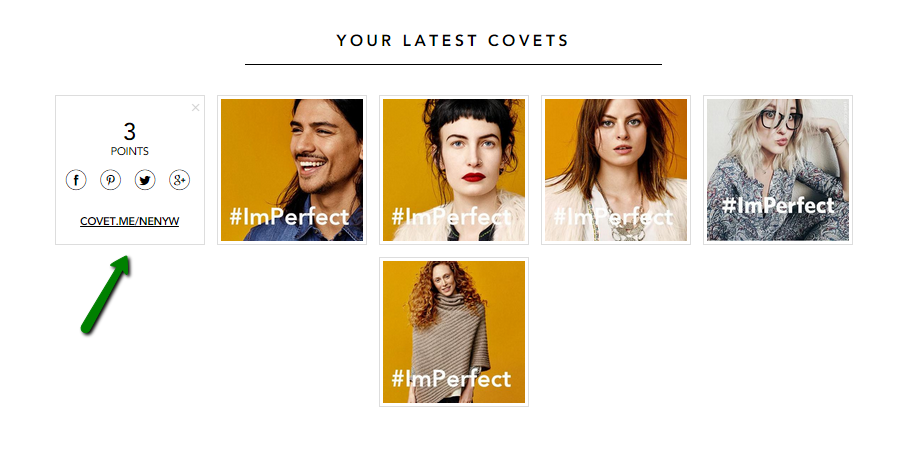 YOUR LATEST COVETS
3
POINTS
f
g+
COVET.ME/NENYW
#ImPerfect
#ImPerfect
#ImPerfect
#ImPerfect
#ImPerfect